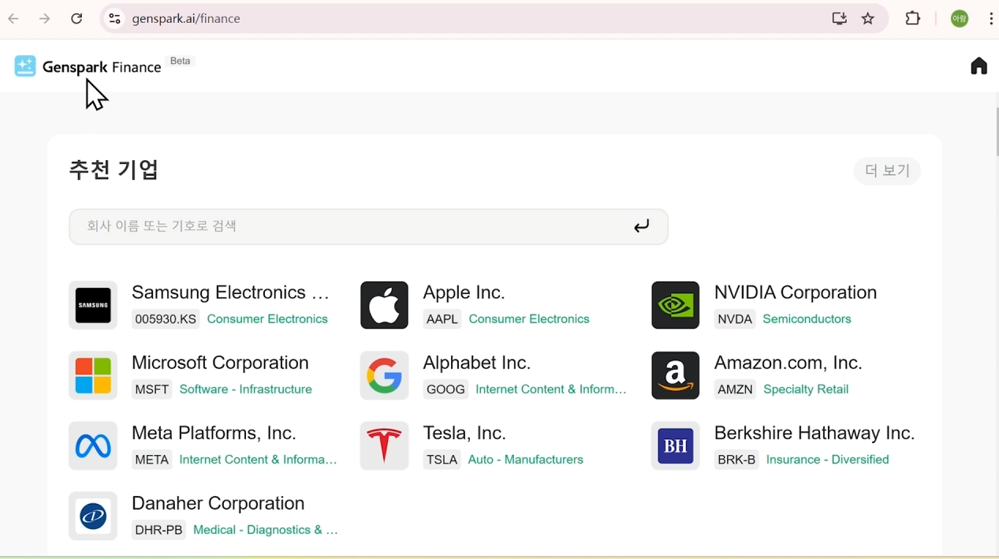 genspark.ai/finance
아람
Genspark Finance Beta
추천 기업
더 보기
회사 이름 또는 기호로 검색
SAMSUNG
Samsung Electronics …
005930.KS Consumer Electronics
Apple Inc.
AAPL Consumer Electronics
NVIDIA Corporation
NVDA Semiconductors
Microsoft Corporation
MSFT Software - Infrastructure
Alphabet Inc.
GOOG Internet Content & Inform…
a
Amazon.com, Inc.
AMZN Specialty Retail
Meta Platforms, Inc.
META Internet Content & Informa…
Tesla, Inc.
TSLA Auto - Manufacturers
BH
Berkshire Hathaway Inc.
BRK-B Insurance - Diversified
Danaher Corporation
DHR-PB Medical - Diagnostics & …